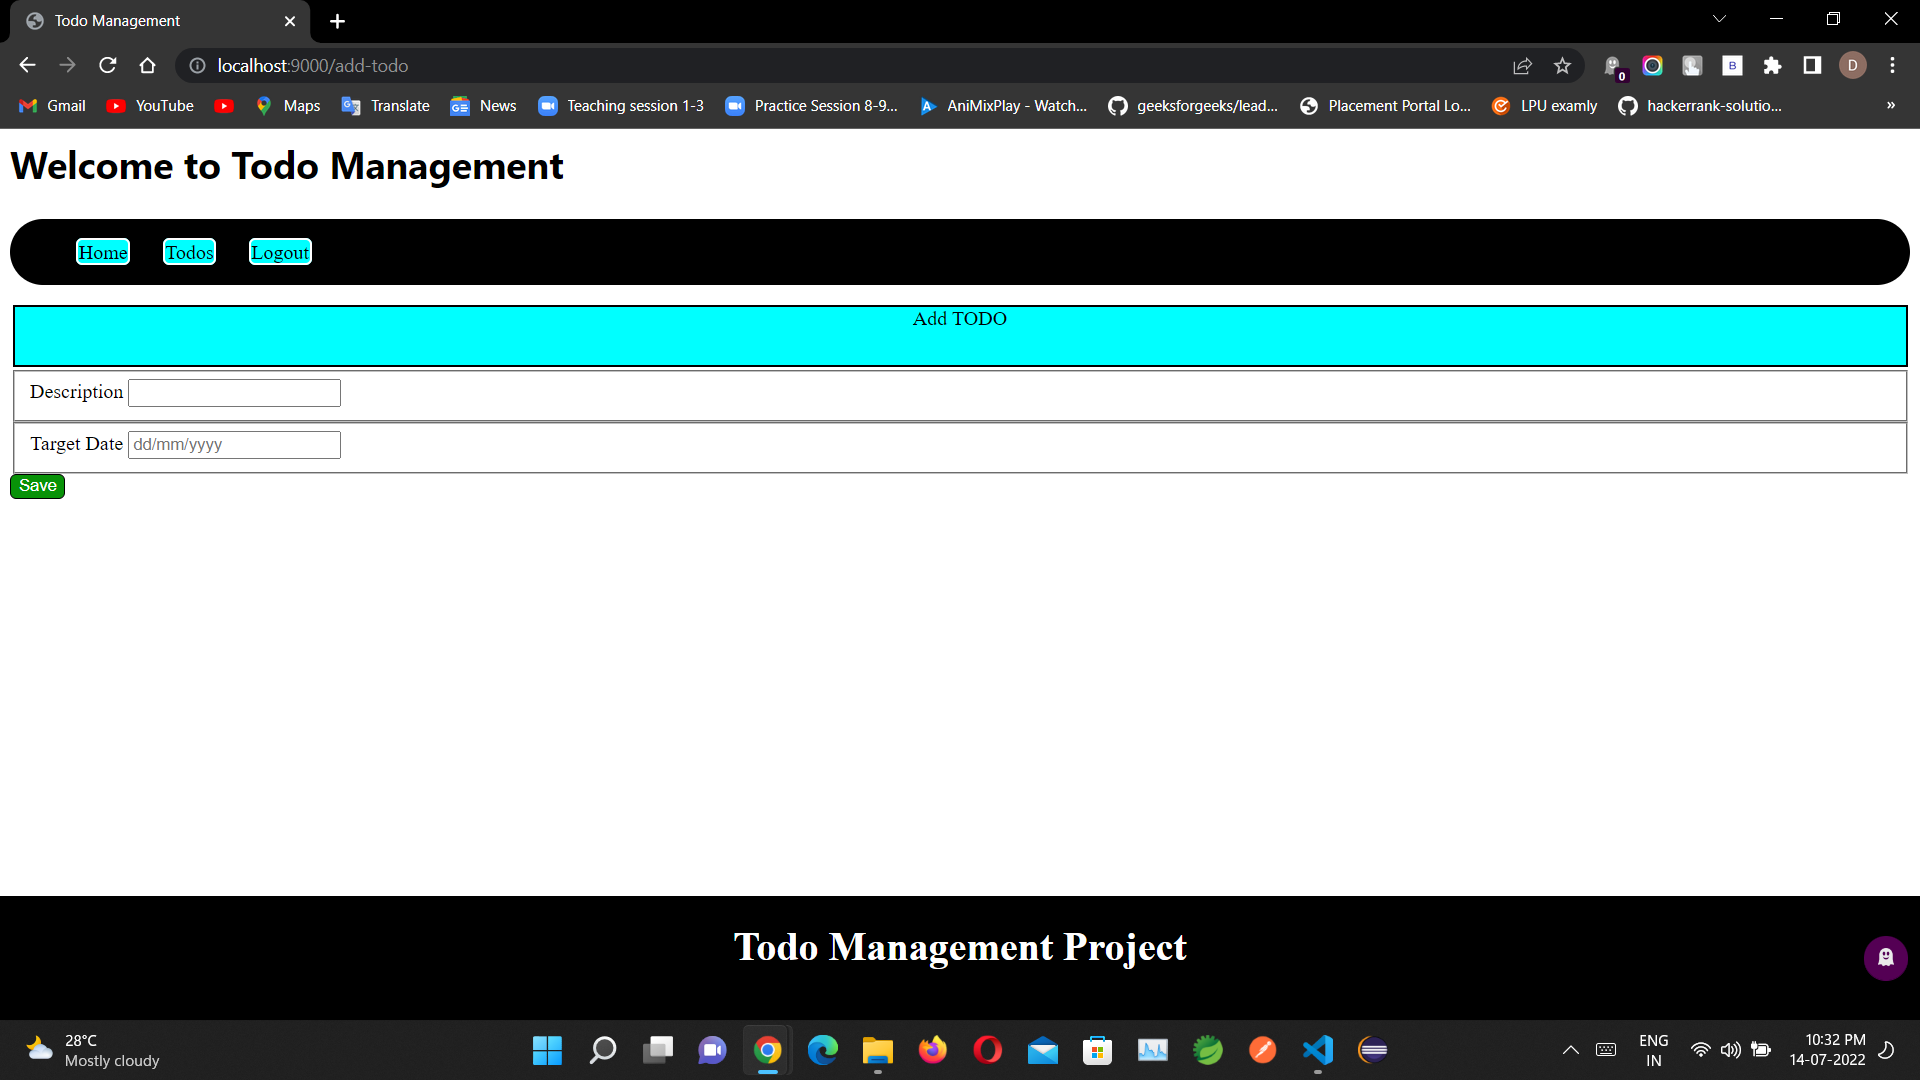 Todo Management
localhost:9000/add-todo
0
B
D
Gmail YouTube Maps Translate News Teaching session 1-3 Practice Session 8-9... AniMixPlay - Watch... geeksforgeeks/lead... Placement Portal Lo... LPU examly hackerrank-solutio... »
Welcome to Todo Management
Home Todos Logout
Add TODO
Description
Target Date dd/mm/yyyy
Save
Todo Management Project
28°C
Mostly cloudy
ENG
IN
10:32 PM
14-07-2022